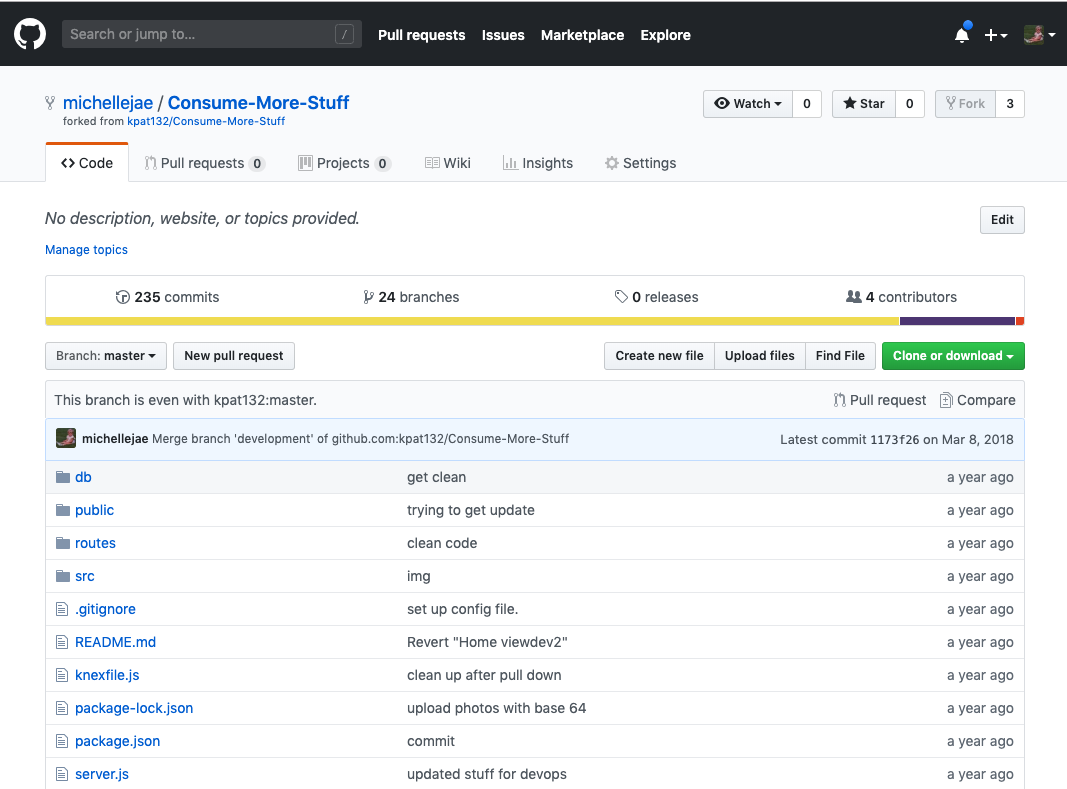 Search or jump to... /
Pull requests Issues Marketplace Explore
michellejae / Consume-More-Stuff
Watch 0 Star 0 Fork 3
forked from kpat132/Consume-More-Stuff
Code Pull requests 0 Projects 0 Wiki Insights Settings
No description, website, or topics provided.
Edit
Manage topics
235 commits 24 branches 0 releases 4 contributors
Branch: master New pull request Create new file Upload files Find File Clone or download
This branch is even with kpat132:master. Pull request Compare
michellejae Merge branch 'development' of github.com:kpat132/Consume-More-Stuff Latest commit 1173f26 on Mar 8, 2018
db get clean a year ago
public trying to get update a year ago
routes clean code a year ago
src img a year ago
.gitignore set up config file. a year ago
README.md Revert "Home viewdev2" a year ago
knexfile.js clean up after pull down a year ago
package-lock.json upload photos with base 64 a year ago
package.json commit a year ago
server.js updated stuff for devops a year ago